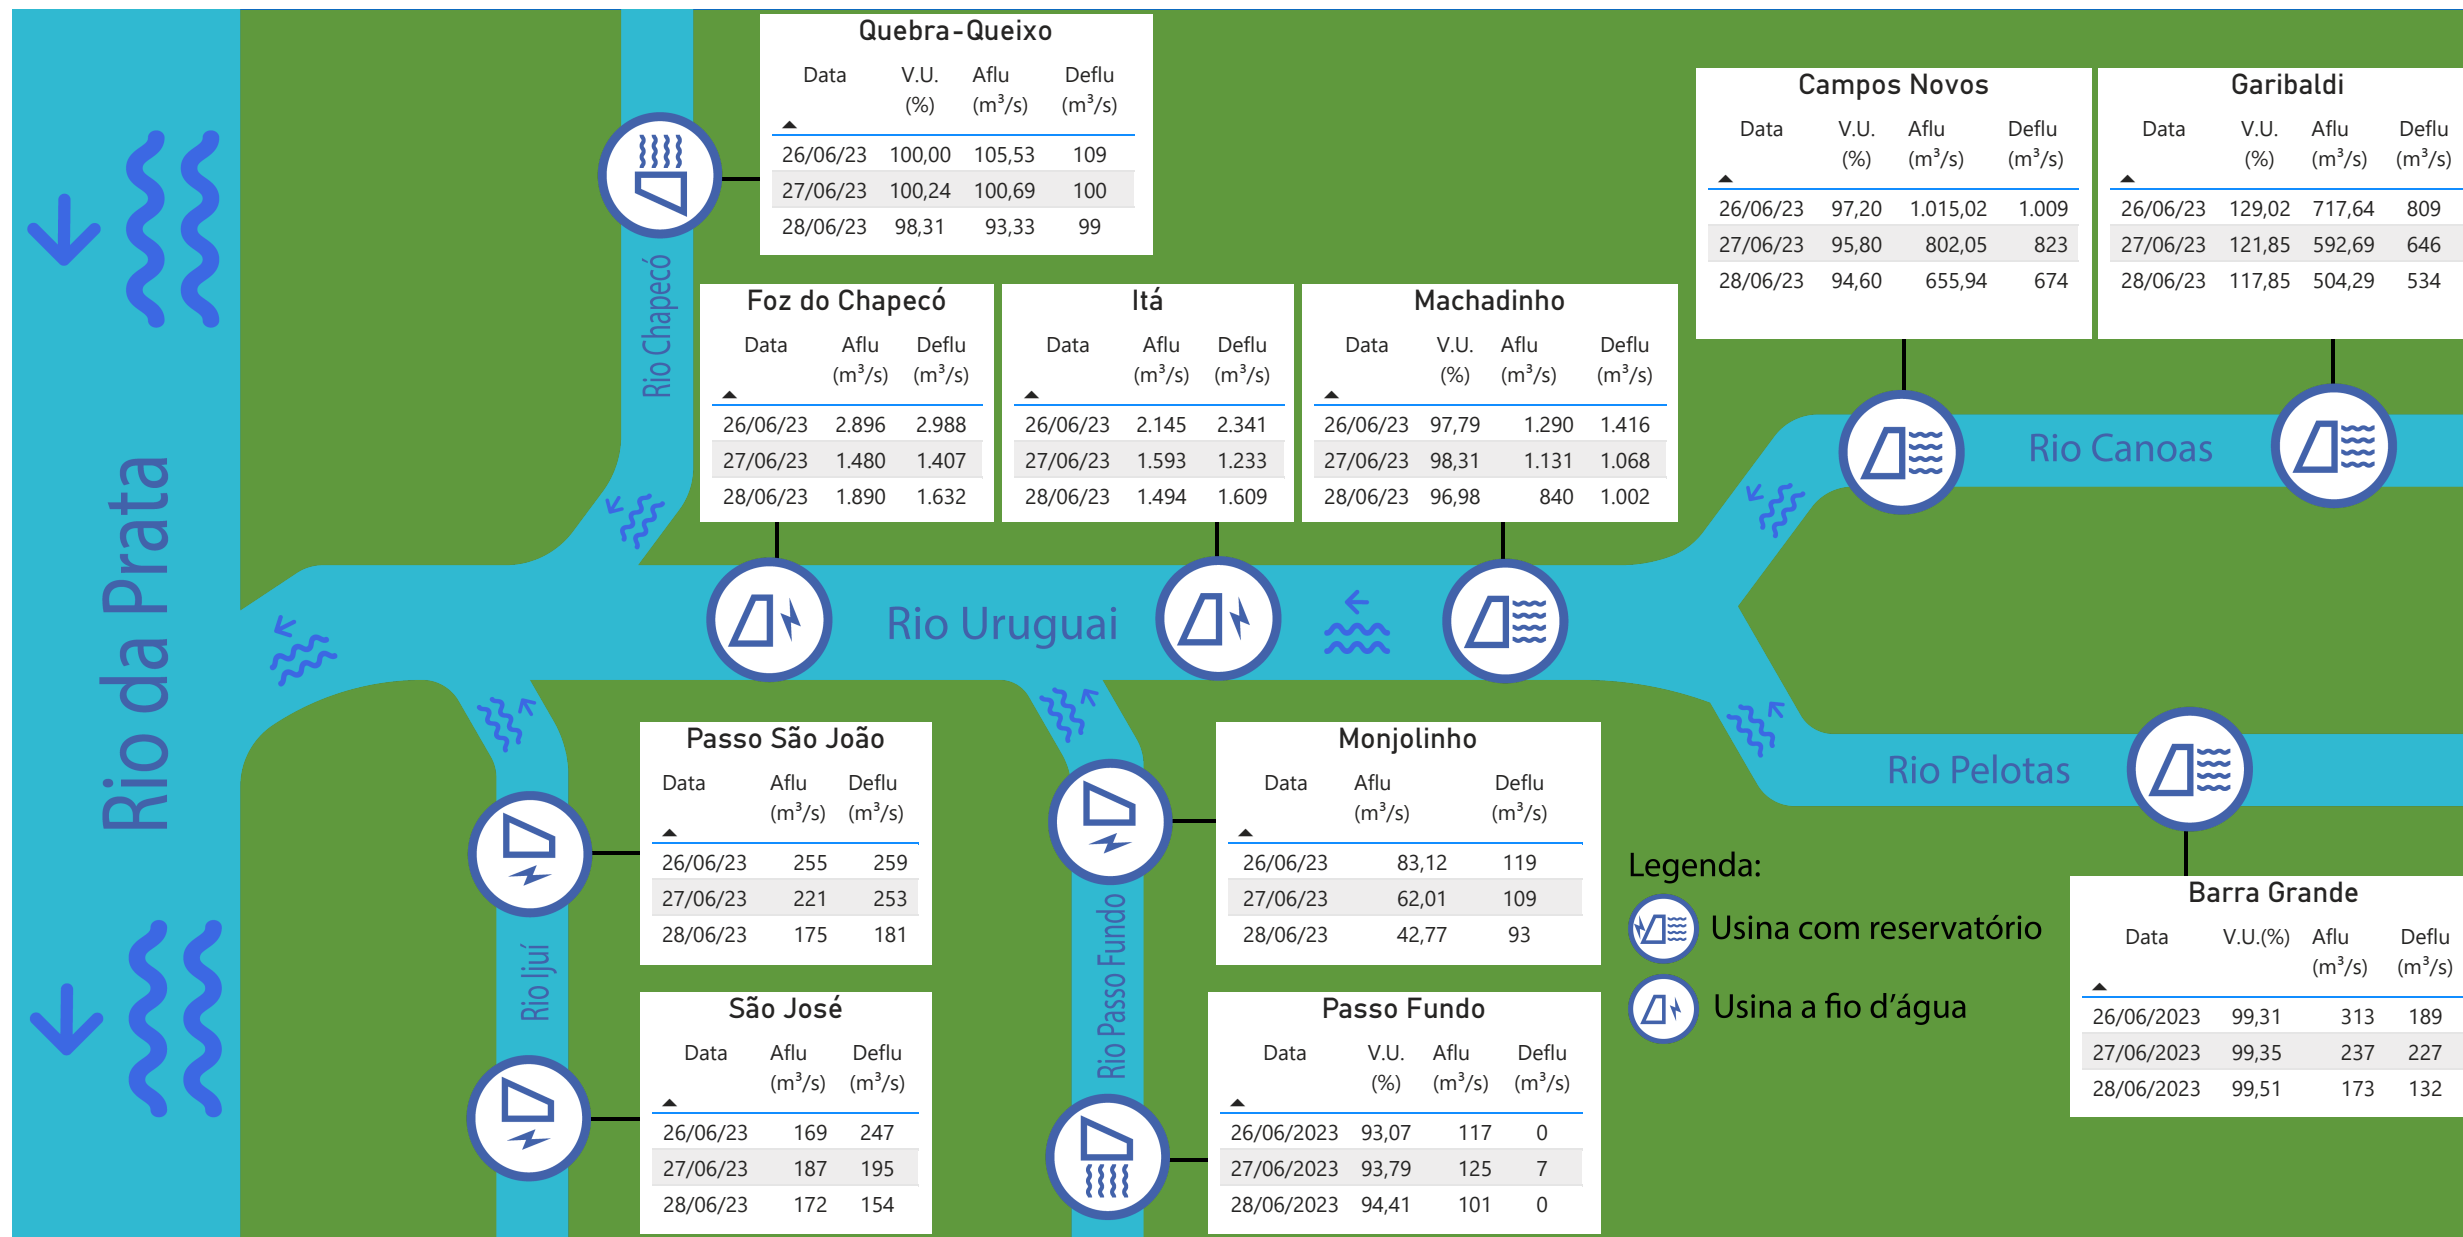 Quebra-Queixo
Data V.U. (%) Aflu (m³/s) Deflu (m³/s)
26/06/23 100,00 105,53 109
27/06/23 100,24 100,69 100
28/06/23 98,31 93,33 99
Campos Novos
Data V.U. (%) Aflu (m³/s) Deflu (m³/s)
26/06/23 97,20 1.015,02 1.009
27/06/23 95,80 802,05 823
28/06/23 94,60 655,94 674
Garibaldi
Data V.U. (%) Aflu (m³/s) Deflu (m³/s)
26/06/23 129,02 717,64 809
27/06/23 121,85 592,69 646
28/06/23 117,85 504,29 534
Rio Chapecó
Foz do Chapecó
Data Aflu (m³/s) Deflu (m³/s)
26/06/23 2.896 2.988
27/06/23 1.480 1.407
28/06/23 1.890 1.632
Itá
Data Aflu (m³/s) Deflu (m³/s)
26/06/23 2.145 2.341
27/06/23 1.593 1.233
28/06/23 1.494 1.609
Machadinho
Data V.U. (%) Aflu (m³/s) Deflu (m³/s)
26/06/23 97,79 1.290 1.416
27/06/23 98,31 1.131 1.068
28/06/23 96,98 840 1.002
Rio Canoas
Rio da Prata
Rio Uruguai
Rio Pelotas
Passo São João
Data Aflu (m³/s) Deflu (m³/s)
26/06/23 255 259
27/06/23 221 253
28/06/23 175 181
Monjolinho
Data Aflu (m³/s) Deflu (m³/s)
26/06/23 83,12 119
27/06/23 62,01 109
28/06/23 42,77 93
Legenda:
Usina com reservatório
Usina a fio d’água
Barra Grande
Data V.U.(%) Aflu (m³/s) Deflu (m³/s)
26/06/2023 99,31 313 189
27/06/2023 99,35 237 227
28/06/2023 99,51 173 132
Rio Ijuí
Rio Passo Fundo
São José
Data Aflu (m³/s) Deflu (m³/s)
26/06/23 169 247
27/06/23 187 195
28/06/23 172 154
Passo Fundo
Data V.U. (%) Aflu (m³/s) Deflu (m³/s)
26/06/2023 93,07 117 0
27/06/2023 93,79 125 7
28/06/2023 94,41 101 0